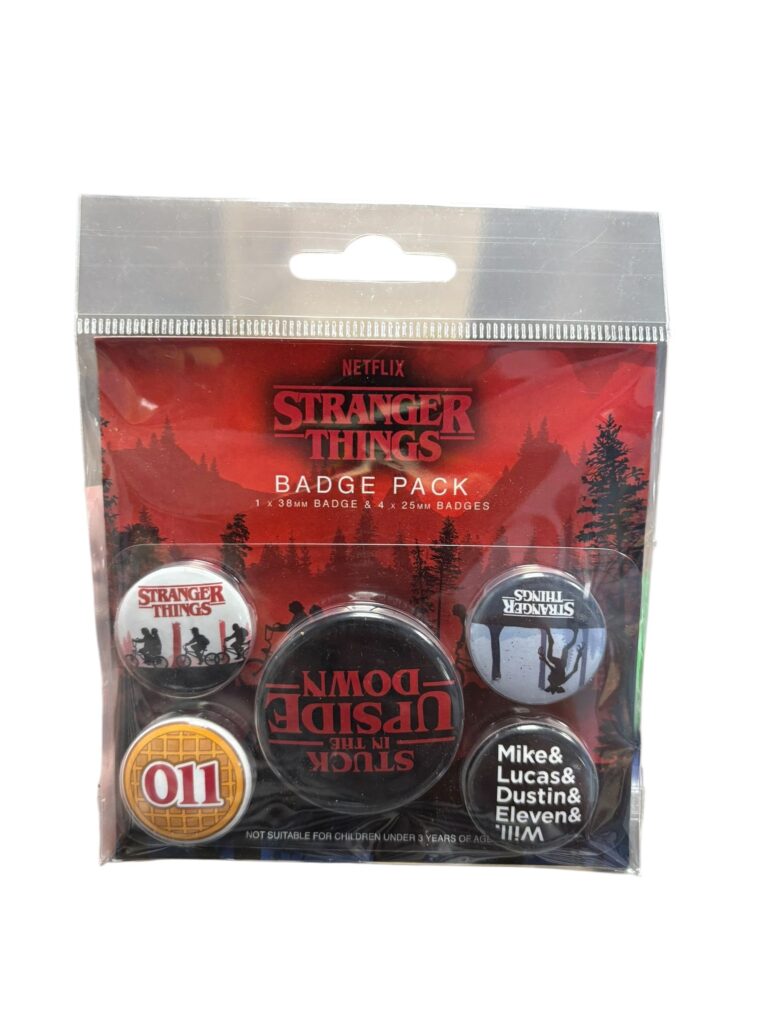 NETFLIX
STRANGER
THINGS
BADGE PACK
1 x 38MM BADGE & 4 x 25MM BADGES
STRANGER
THINGS
STRANGER
THINGS
STUCK
IN THE
UPSIDE
DOWN
011
Mike&
Lucas&
Dustin&
Eleven&
Will.
NOT SUITABLE FOR CHILDREN UNDER 3 YEARS OF AGE